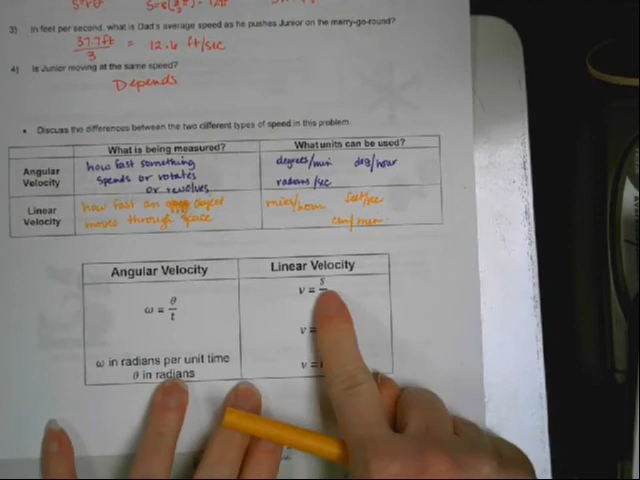 3) In feet per second, what is Dad's average speed as he pushes Junior on the merry-go-round?
37.7ft
3
= 12.6 ft/sec
4) Is Junior moving at the same speed?
Depends
• Discuss the differences between the two different types of speed in this problem.
What is being measured? What units can be used?
Angular Velocity
how fast something
spends or rotates
or revolves
degrees/min deg/hour
radians/sec
Linear Velocity
how fast an object
moves through space
miles/hour feet/sec
cm/min
Angular Velocity Linear Velocity
ω = θ/t
v = s
v =
ω in radians per unit time
θ in radians
v =